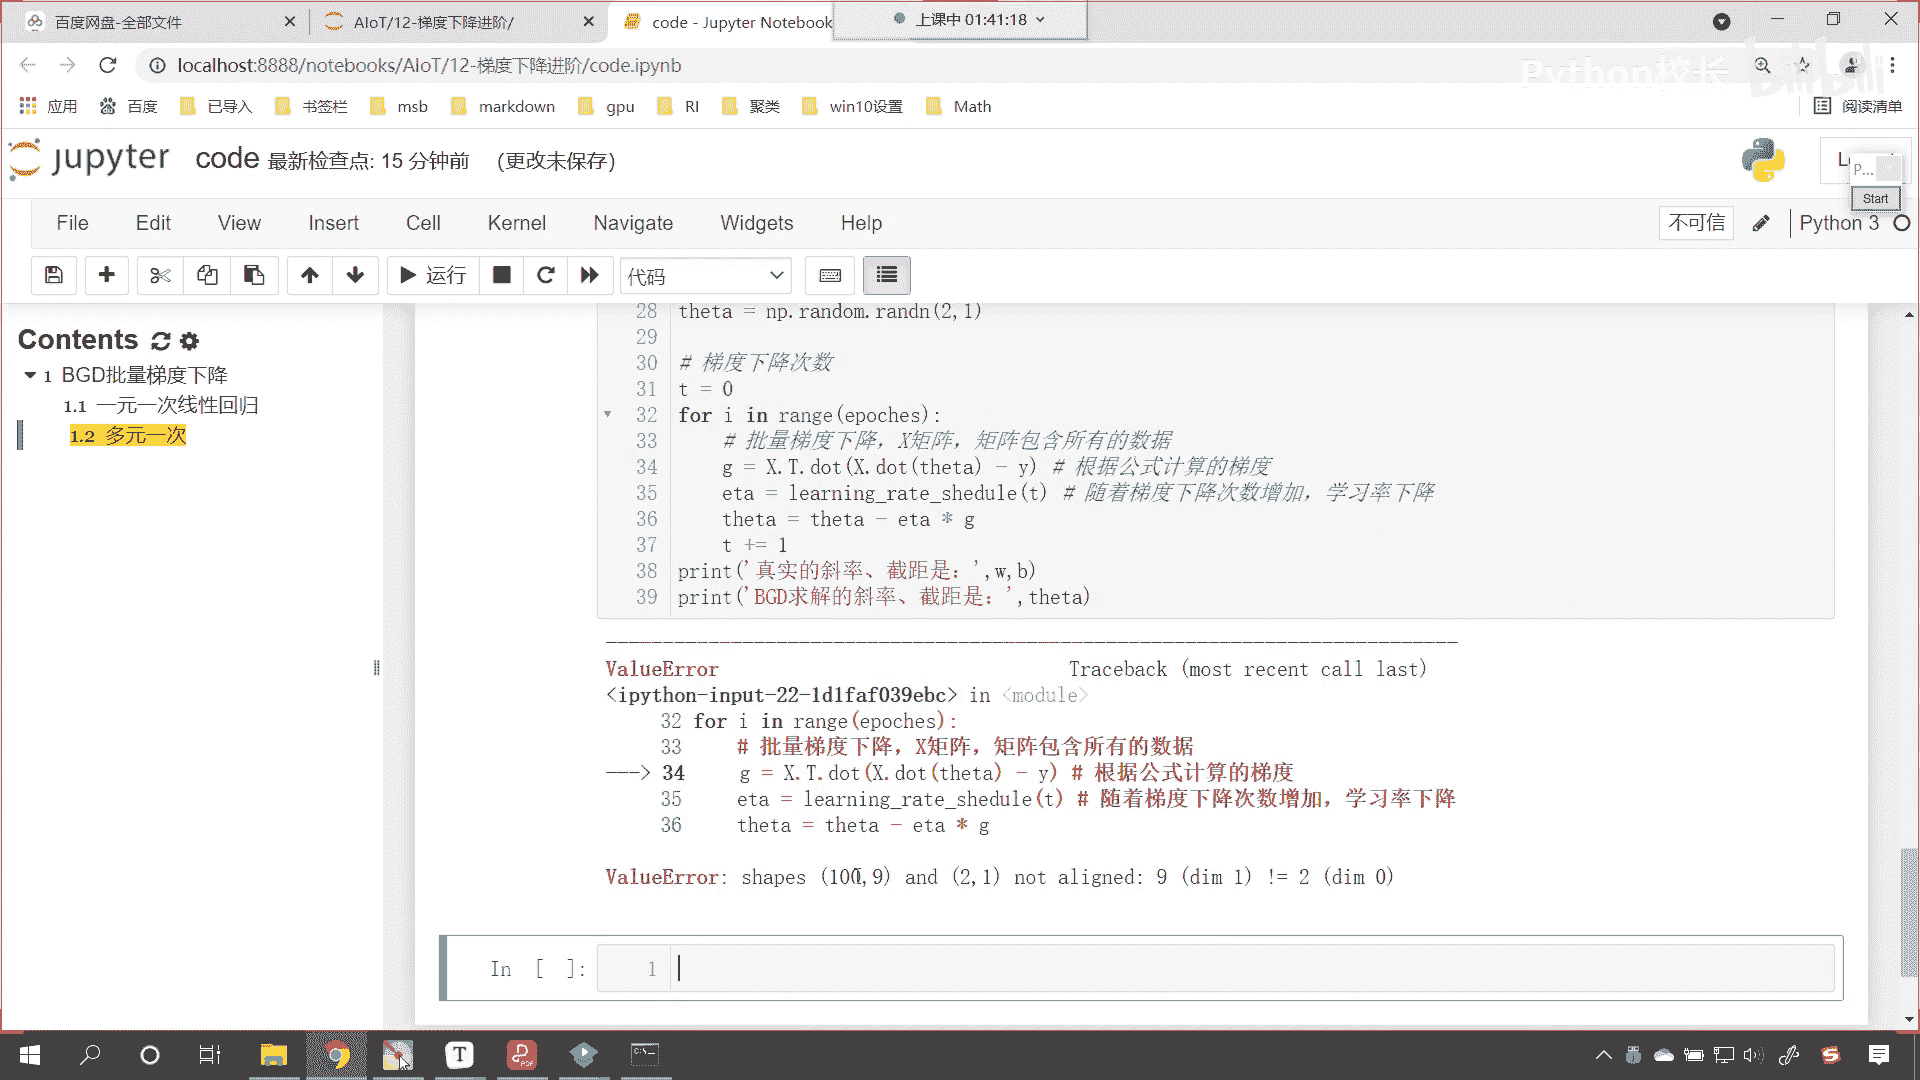 百度网盘-全部文件
AIoT/12-梯度下降进阶/
code - Jupyter Notebook
上课中 01:41:18
localhost:8888/notebooks/AIoT/12-梯度下降进阶/code.ipynb
Python校长 bilibili
应用 百度 已导入 书签栏 msb markdown gpu RI 聚类 win10设置 Math 阅读清单
jupyter code 最新检查点: 15 分钟前 (更改未保存)
P...
Start
File Edit View Insert Cell Kernel Navigate Widgets Help 不可信 Python 3
运行 代码
Contents
1 BGD批量梯度下降
1.1 一元一次线性回归
1.2 多元一次
28 theta = np.random.randn(2,1)
29
30 # 梯度下降次数
31 t = 0
32 for i in range(epoches):
33 # 批量梯度下降，X矩阵，矩阵包含所有的数据
34 g = X.T.dot(X.dot(theta) - y) # 根据公式计算的梯度
35 eta = learning_rate_shedule(t) # 随着梯度下降次数增加，学习率下降
36 theta = theta - eta * g
37 t += 1
38 print('真实的斜率、截距是：',w,b)
39 print('BGD求解的斜率、截距是：',theta)
---------------------------------------------------------------------------
ValueError Traceback (most recent call last)
<ipython-input-22-1d1faf039ebc> in <module>
32 for i in range(epoches):
33 # 批量梯度下降，X矩阵，矩阵包含所有的数据
---> 34 g = X.T.dot(X.dot(theta) - y) # 根据公式计算的梯度
35 eta = learning_rate_shedule(t) # 随着梯度下降次数增加，学习率下降
36 theta = theta - eta * g
ValueError: shapes (100,9) and (2,1) not aligned: 9 (dim 1) != 2 (dim 0)
In [ ]: 1